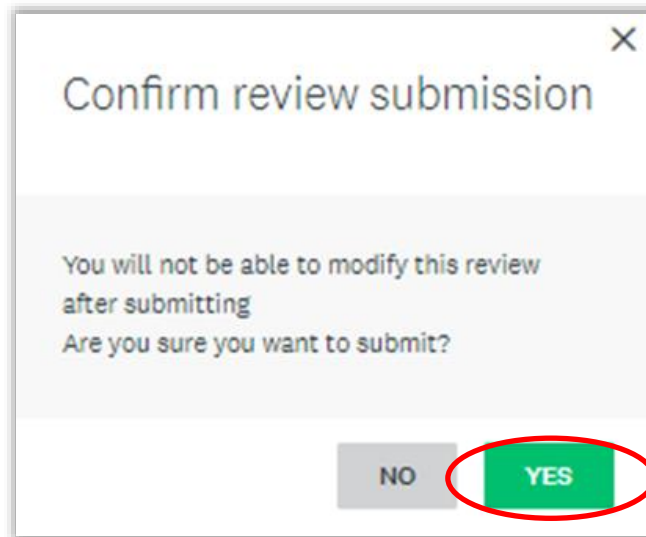 Confirm review submission
You will not be able to modify this review
after submitting
Are you sure you want to submit?
NO
YES